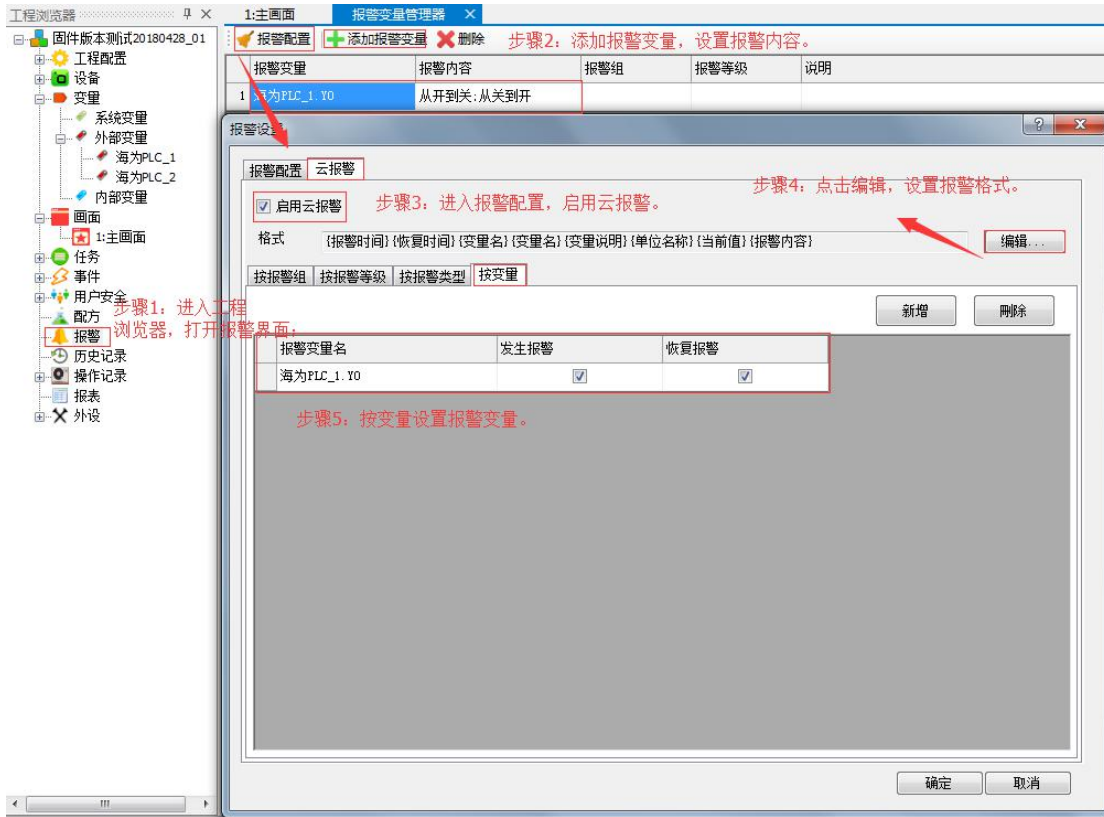 工程浏览器
固件版本测试20180428_01
工程配置
设备
变量
系统变量
外部变量
海为PLC_1
海为PLC_2
内部变量
画面
1:主画面
任务
事件
用户安全
配方
报警
历史记录
操作记录
报表
外设
步骤1：进入工程
浏览器，打开报警界面；
1:主画面 报警变量管理器
报警配置 添加报警变量 删除 步骤2：添加报警变量，设置报警内容。
报警变量 报警内容 报警组 报警等级 说明
1 海为PLC_1.Y0 从开到关:从关到开
报警设置
报警配置 云报警
步骤4：点击编辑，设置报警格式。
启用云报警 步骤3：进入报警配置，启用云报警。
格式 {报警时间}{恢复时间}{变量名}{变量名}{变量说明}{单位名称}{当前值}{报警内容} 编辑...
按报警组 按报警等级 按报警类型 按变量
新增 删除
报警变量名 发生报警 恢复报警
海为PLC_1.Y0
步骤5：按变量设置报警变量。
确定 取消